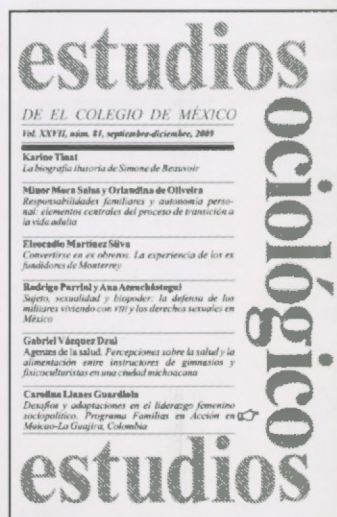 estudios
sociológicos
DE EL COLEGIO DE MÉXICO
Vol. XXVII, núm. 81, septiembre-diciembre, 2009
Karine Tinat
La biografía ilusoria de Simone de Beauvoir
Minor Mora Salas y Orlandina de Oliveira
Responsabilidades familiares y autonomía perso-
nal: elementos centrales del proceso de transición a
la vida adulta
Eleocadio Martínez Silva
Convertirse en ex obreros. La experiencia de los ex
fundidores de Monterrey
Rodrigo Parrini y Ana Amuchástegui
Sujeto, sexualidad y biopoder: la defensa de los
militares viviendo con VIH y los derechos sexuales en
México
Gabriel Vázquez Dzul
Agentes de la salud. Percepciones sobre la salud y la
alimentación entre instructores de gimnasios y
fisicoculturistas en una ciudad michoacana
Carolina Llanes Guardiola
Desafíos y adaptaciones en el liderazgo femenino
sociopolítico. Programa Familias en Acción en
Maicao-La Guajira, Colombia
estudios